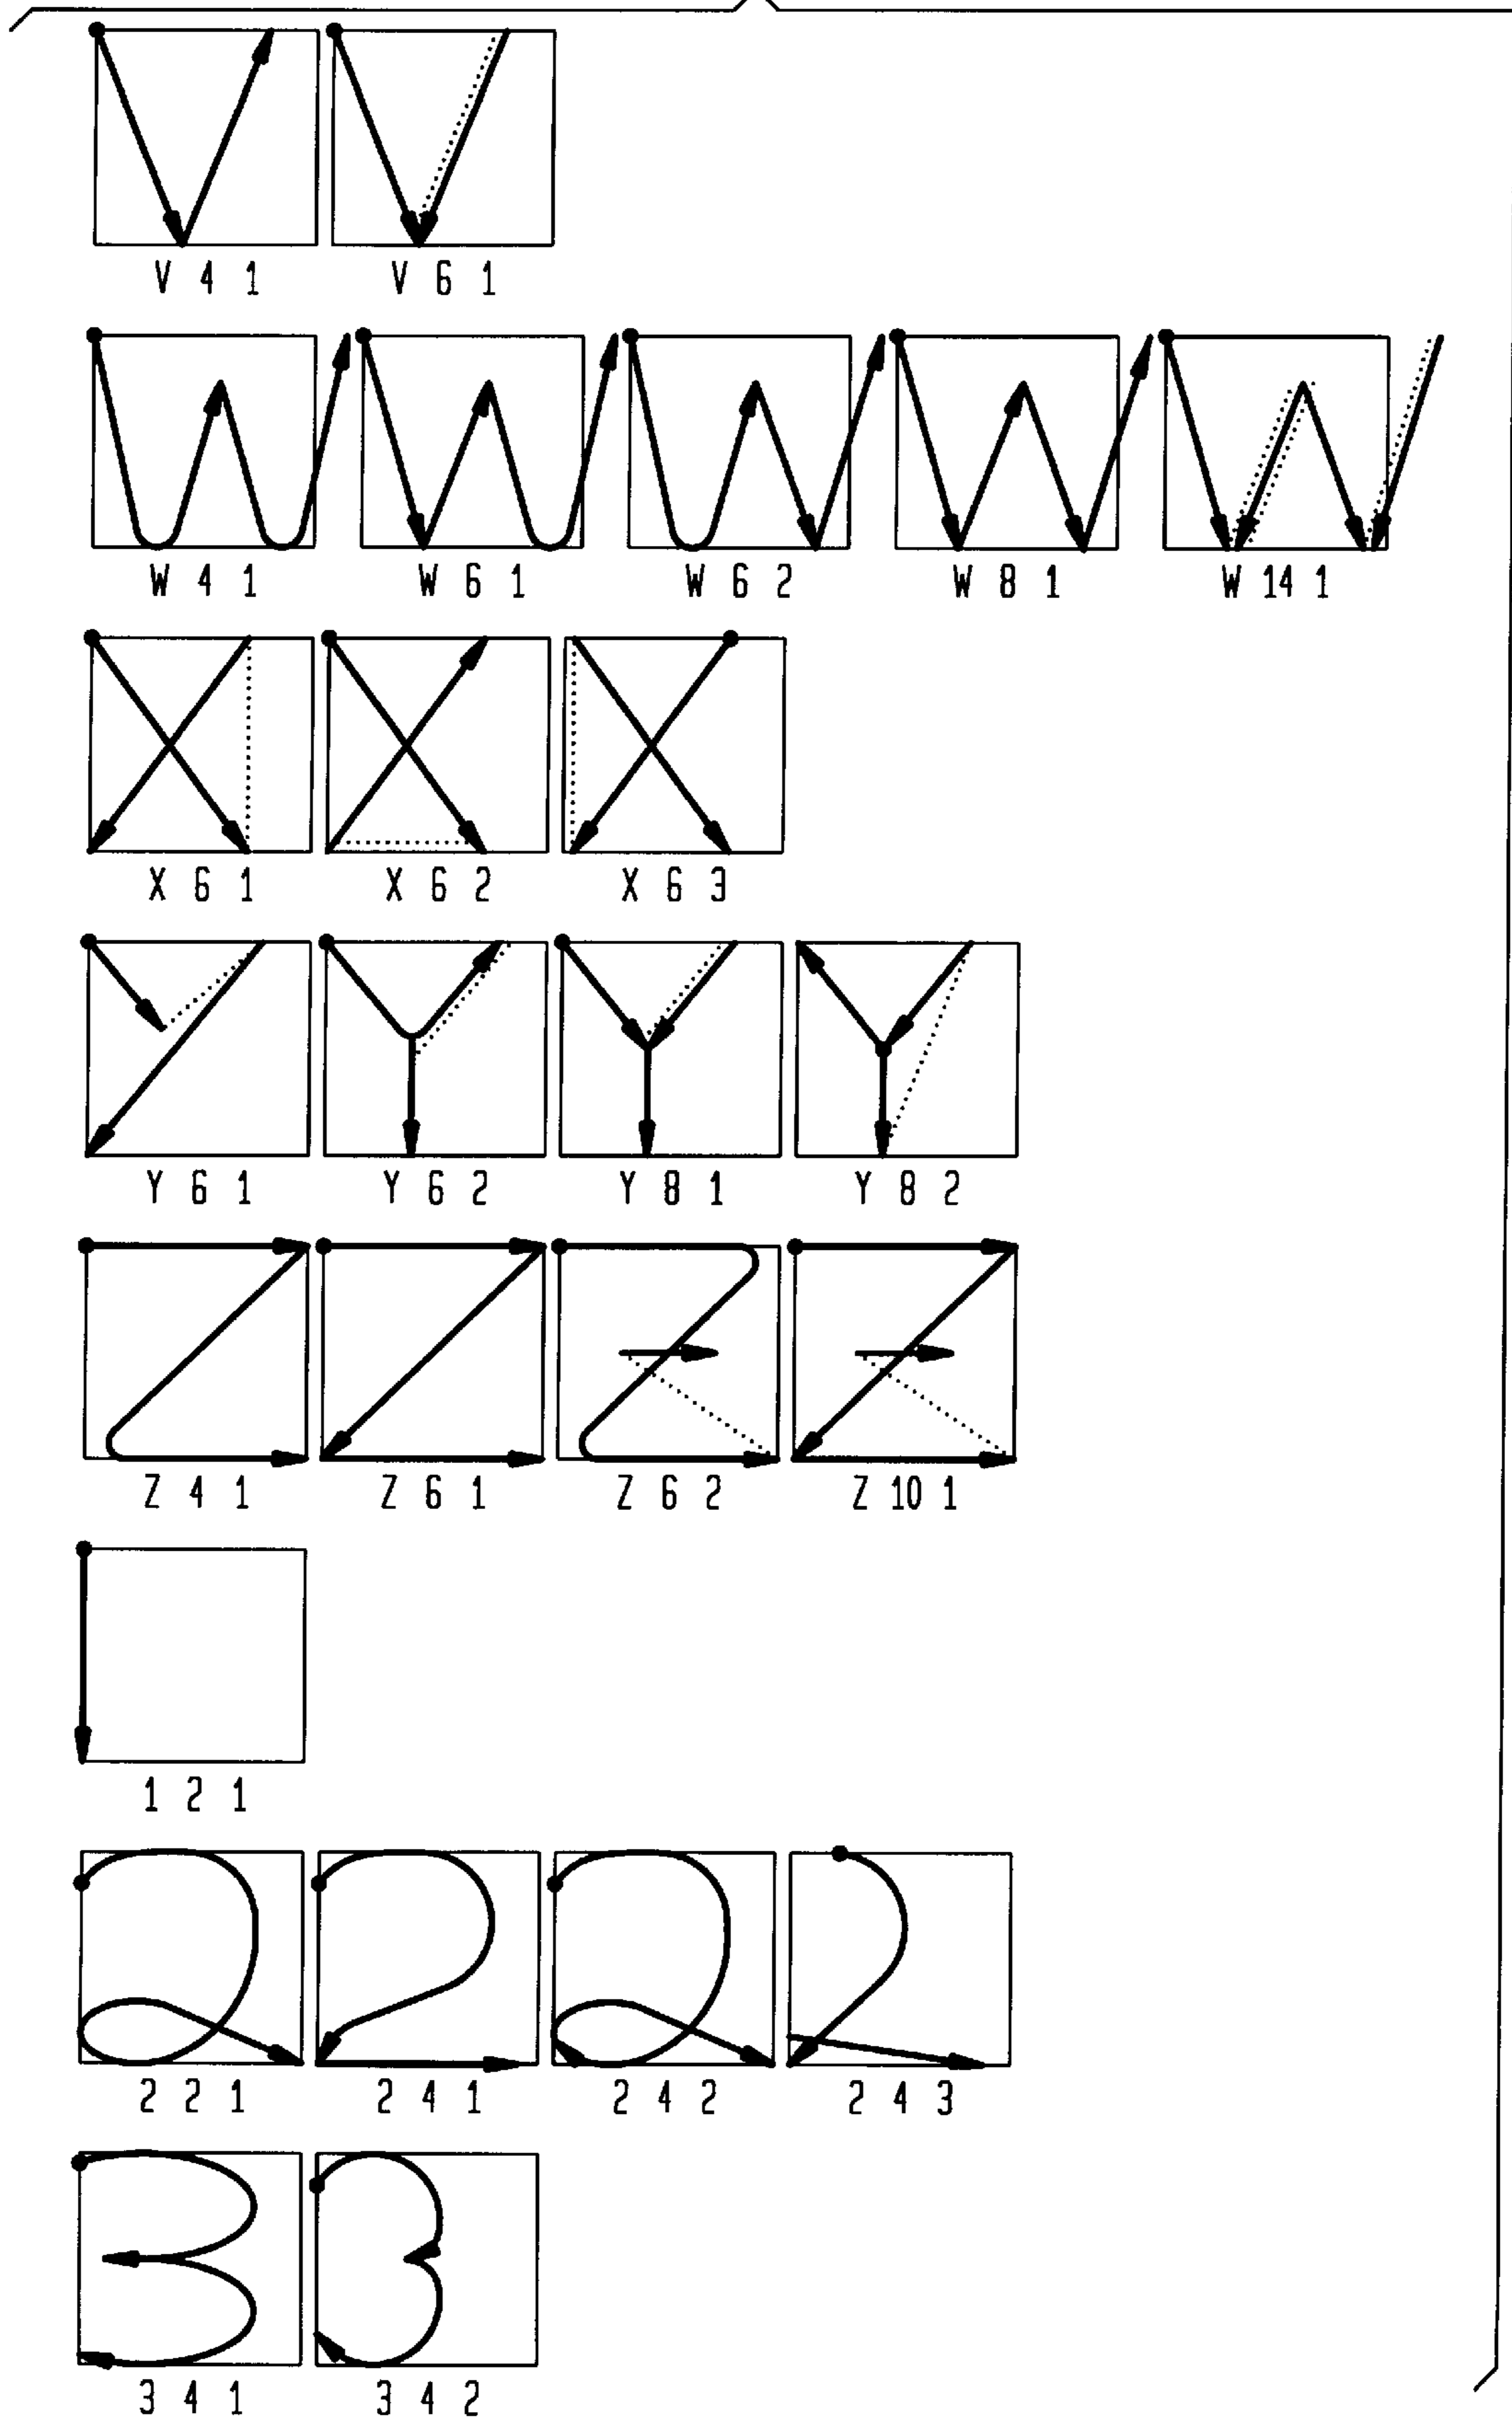 V 4 1 V 6 1
W 4 1 W 6 1 W 6 2 W 8 1 W 14 1
X 6 1 X 6 2 X 6 3
Y 6 1 Y 6 2 Y 8 1 Y 8 2
Z 4 1 Z 6 1 Z 6 2 Z 10 1
1 2 1
2 2 1 2 4 1 2 4 2 2 4 3
3 4 1 3 4 2